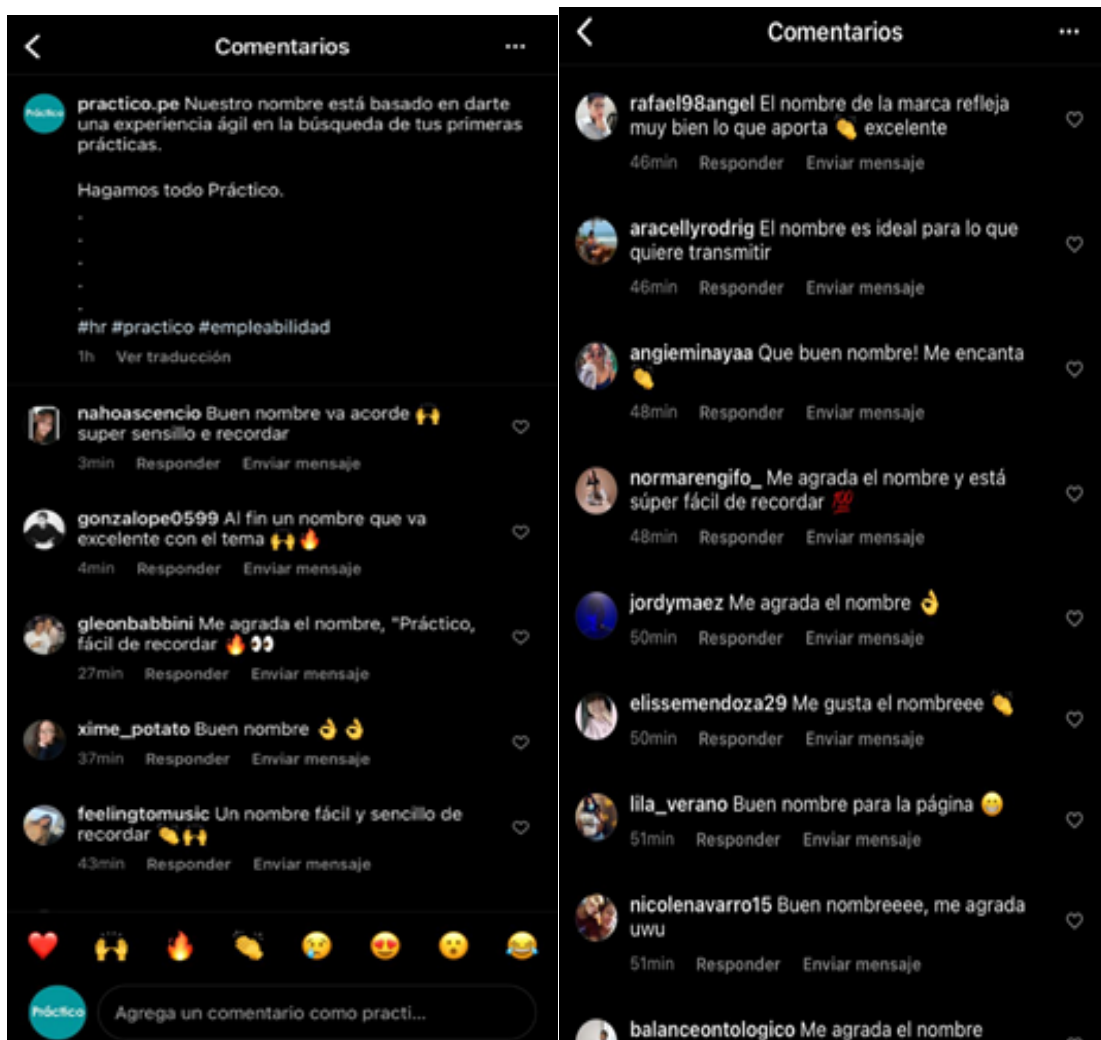 Comentarios
...
Práctico
practico.pe Nuestro nombre está basado en darte
una experiencia ágil en la búsqueda de tus primeras
prácticas.
Hagamos todo Práctico.
.
.
.
.
.
#hr #practico #empleabilidad
1h Ver traducción
nahoascencio Buen nombre va acorde 🙌
super sensillo e recordar
3min Responder Enviar mensaje
gonzalope0599 Al fin un nombre que va
excelente con el tema 🙌🔥
4min Responder Enviar mensaje
gleonbabbini Me agrada el nombre, "Práctico,
fácil de recordar 🔥👀
27min Responder Enviar mensaje
xime_potato Buen nombre 👌👌
37min Responder Enviar mensaje
feelingtomusic Un nombre fácil y sencillo de
recordar 👏🙌
43min Responder Enviar mensaje
Práctico
Agrega un comentario como practi...
Comentarios
...
rafael98angel El nombre de la marca refleja
muy bien lo que aporta 👏 excelente
46min Responder Enviar mensaje
aracellyrodrig El nombre es ideal para lo que
quiere transmitir
46min Responder Enviar mensaje
angieminayaa Que buen nombre! Me encanta
👏
48min Responder Enviar mensaje
normarengifo_ Me agrada el nombre y está
súper fácil de recordar 💯
48min Responder Enviar mensaje
jordymaez Me agrada el nombre 👌
50min Responder Enviar mensaje
elissemendoza29 Me gusta el nombreee 👏
50min Responder Enviar mensaje
lila_verano Buen nombre para la página 😁
51min Responder Enviar mensaje
nicolenavarro15 Buen nombreeee, me agrada
uwu
51min Responder Enviar mensaje
balanceontologico Me agrada el nombre